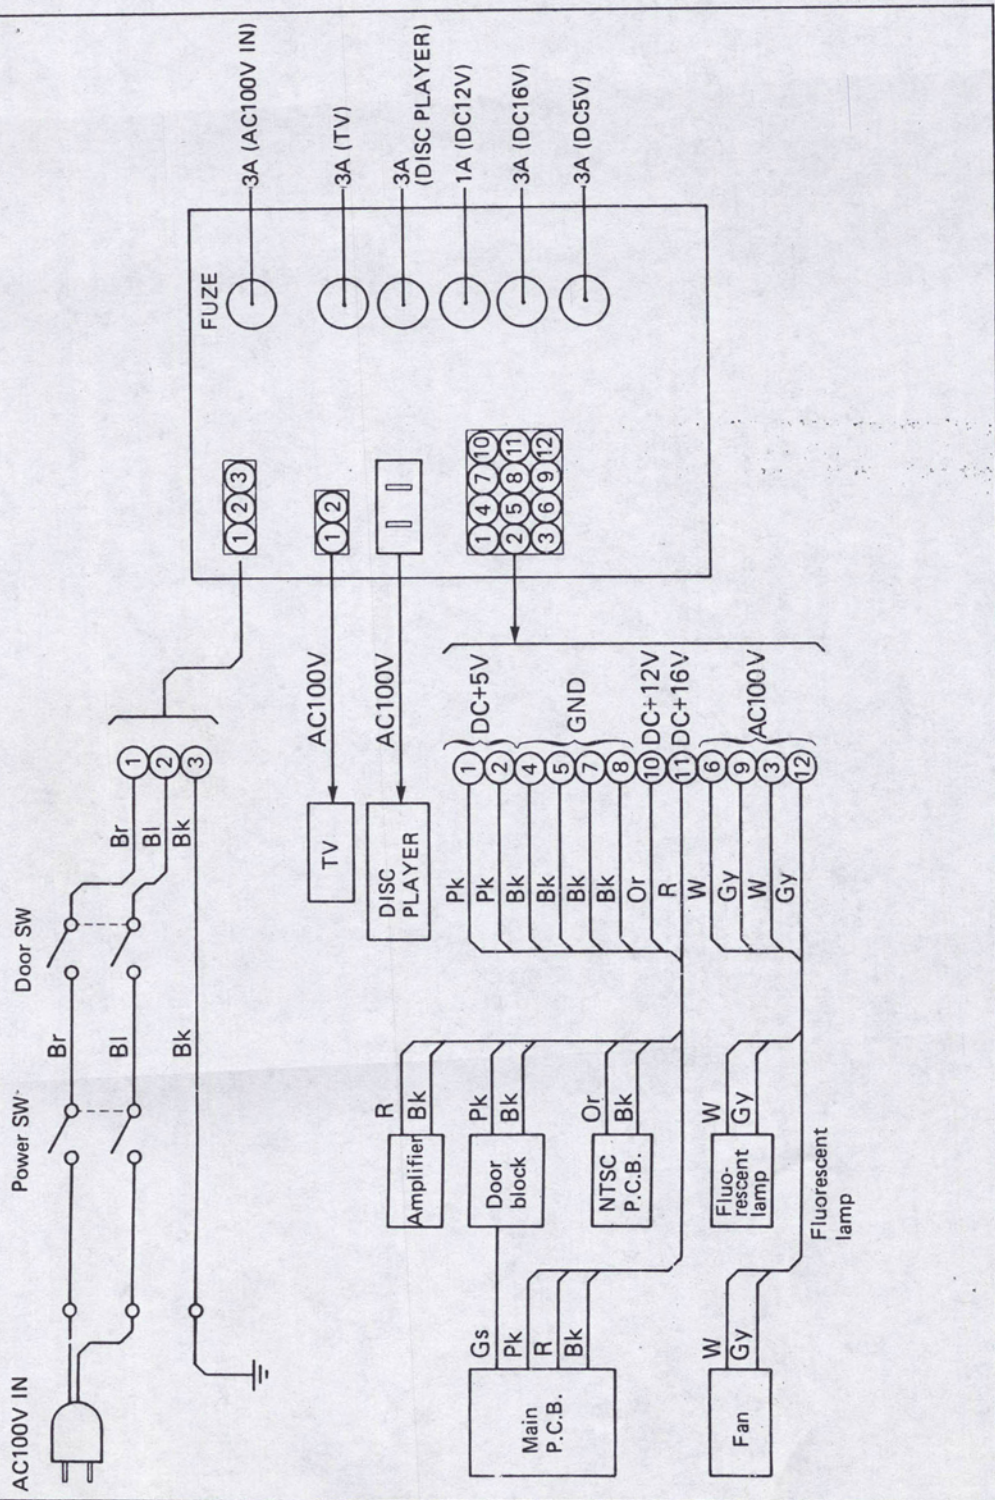 AC100V IN
Power SW
Door SW
Br
Br
Bl
Bl
Bk
Bk
1
2
3
FUZE
1 2 3
3A (AC100V IN)
TV
AC100V
1 2
3A (TV)
DISC
PLAYER
AC100V
3A
(DISC PLAYER)
1A (DC12V)
3A (DC16V)
3A (DC5V)
1 4 7 10
2 5 8 11
3 6 9 12
Pk 1
Pk 2
DC+5V
Bk 4
Bk 5
Bk 7
Bk 8
GND
Or 10 DC+12V
R 11 DC+16V
W 6
Gy 9
W 3
Gy 12
AC100V
Amplifier
R
Bk
Door
block
Pk
Bk
NTSC
P.C.B.
Or
Bk
Fluo-
rescent
lamp
W
Gy
Fluorescent
lamp
Main
P.C.B.
Gs
Pk
R
Bk
Fan
W
Gy